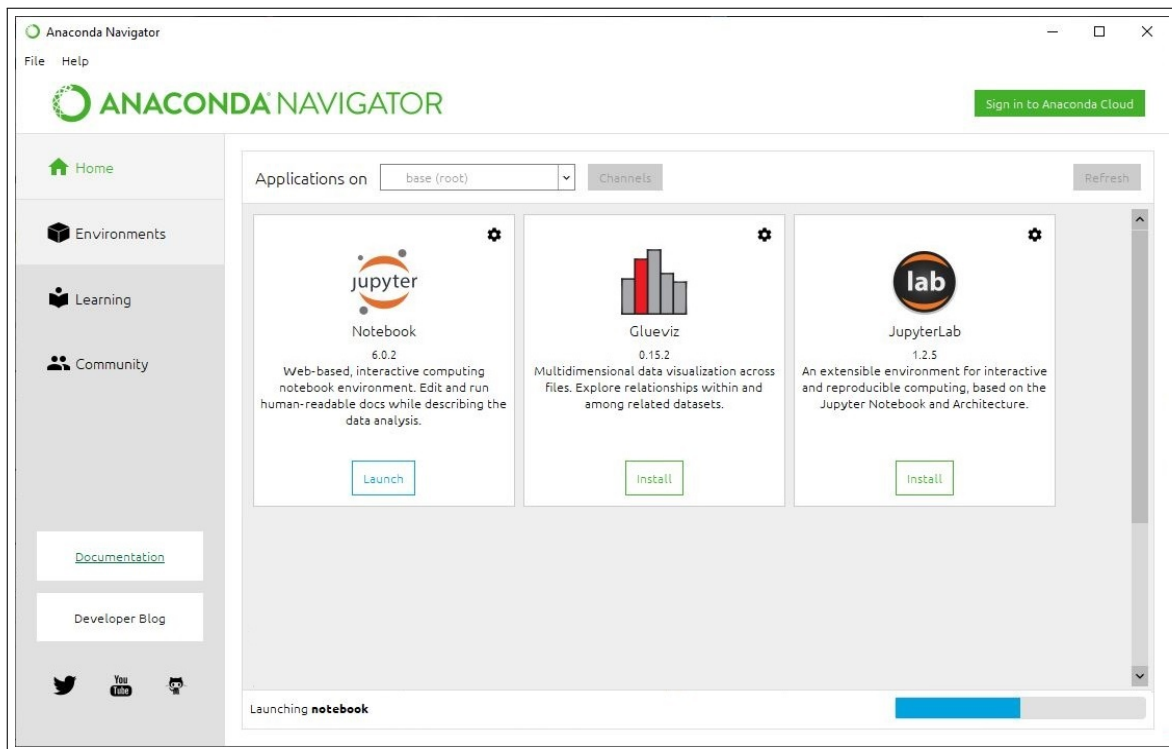 Anaconda Navigator
File Help
ANACONDA NAVIGATOR
Sign in to Anaconda Cloud
Home
Environments
Learning
Community
Documentation
Developer Blog
You
Tube
Applications on base (root) Channels Refresh
jupyter
Notebook
6.0.2
Web-based, interactive computing
notebook environment. Edit and run
human-readable docs while describing the
data analysis.
Launch
Glueviz
0.15.2
Multidimensional data visualization across
files. Explore relationships within and
among related datasets.
Install
lab
JupyterLab
1.2.5
An extensible environment for interactive
and reproducible computing, based on the
Jupyter Notebook and Architecture.
Install
Launching notebook